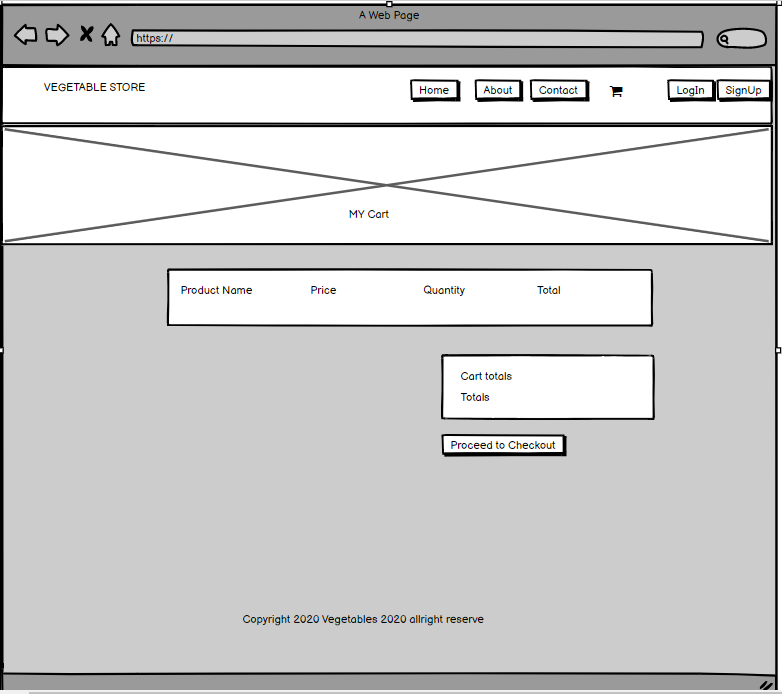 A Web Page
https://
VEGETABLE STORE
Home About Contact LogIn SignUp
MY Cart
Product Name Price Quantity Total
Cart totals
Totals
Proceed to Checkout
Copyright 2020 Vegetables 2020 allright reserve